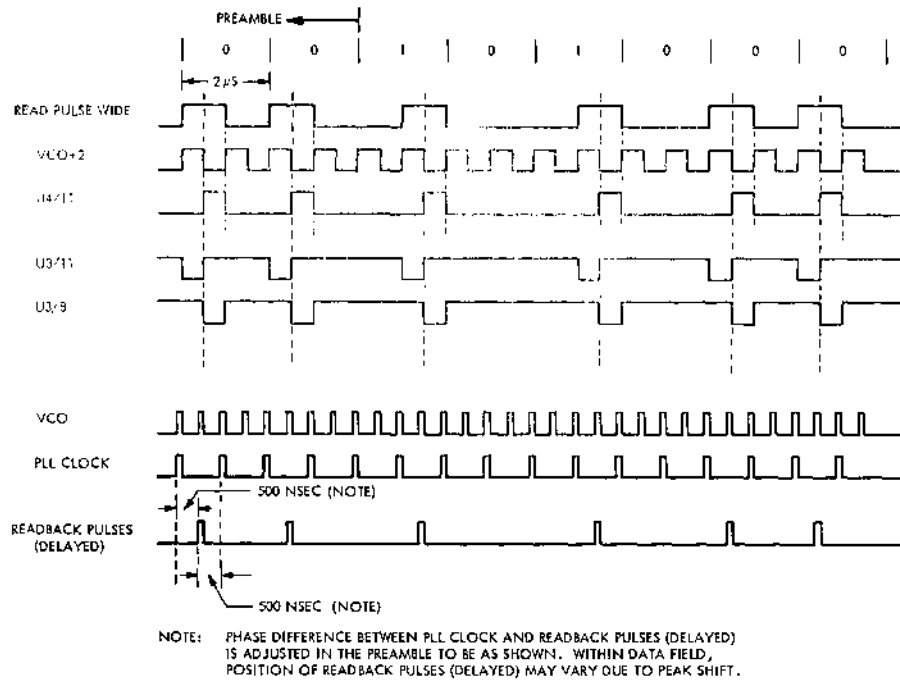 PREAMBLE
0 0 1 0 1 0 0 0
2 µS
READ PULSE WIDE
VCO÷2
U3/11
U3/9
VCO
PLL CLOCK
500 NSEC (NOTE)
READBACK PULSES
(DELAYED)
500 NSEC (NOTE)
NOTE: PHASE DIFFERENCE BETWEEN PLL CLOCK AND READBACK PULSES (DELAYED)
IS ADJUSTED IN THE PREAMBLE TO BE AS SHOWN. WITHIN DATA FIELD,
POSITION OF READBACK PULSES (DELAYED) MAY VARY DUE TO PEAK SHIFT.